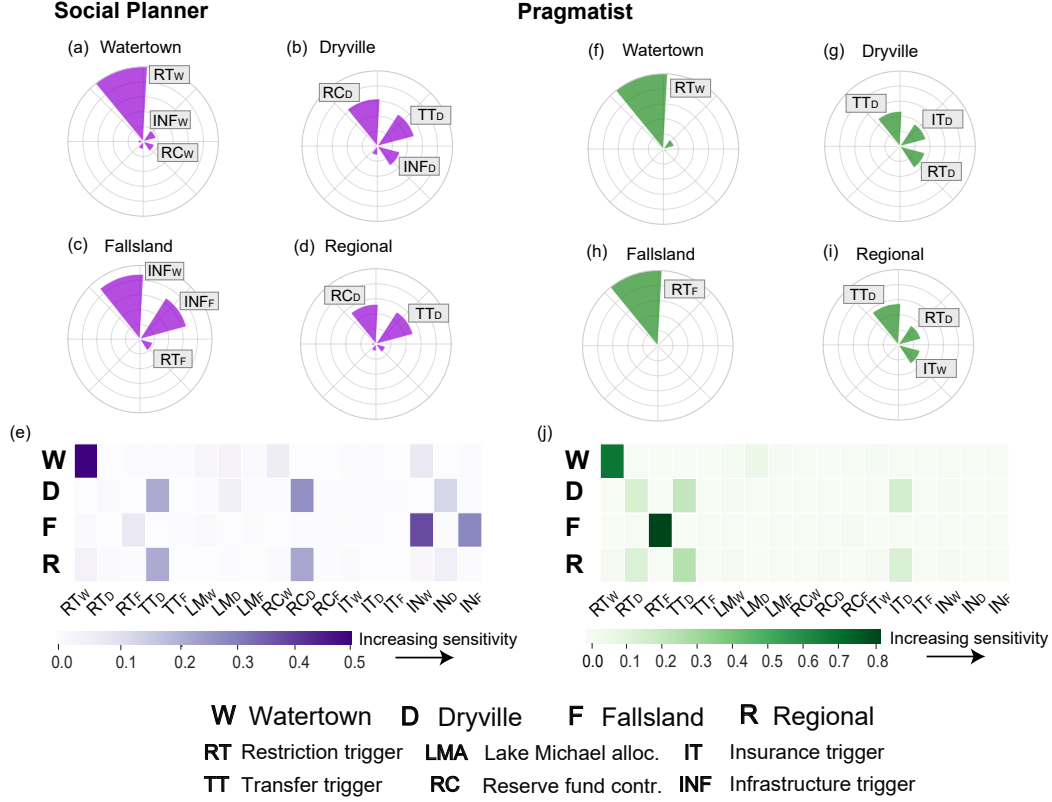 Social Planner
Pragmatist
(a) Watertown
RTW
INFW
RCW
(b) Dryville
RCD
TTD
INFD
(f) Watertown
RTW
(g) Dryville
TTD
ITD
RTD
(c) Fallsland
INFW
INFF
RTF
(d) Regional
RCD
TTD
(h) Fallsland
RTF
(i) Regional
TTD
RTD
ITW
(e)
W
D
F
R
RTW RTD RTF TTD TTF LMW LMD LMF RCW RCD RCF ITW ITD ITF INW IND INF
0.0 0.1 0.2 0.3 0.4 0.5
Increasing sensitivity
(j)
W
D
F
R
RTW RTD RTF TTD TTF LMW LMD LMF RCW RCD RCF ITW ITD ITF INW IND INF
0.0 0.1 0.2 0.3 0.4 0.5 0.6 0.7 0.8
Increasing sensitivity
W Watertown D Dryville F Fallsland R Regional
RT Restriction trigger LMA Lake Michael alloc. IT Insurance trigger
TT Transfer trigger RC Reserve fund contr. INF Infrastructure trigger